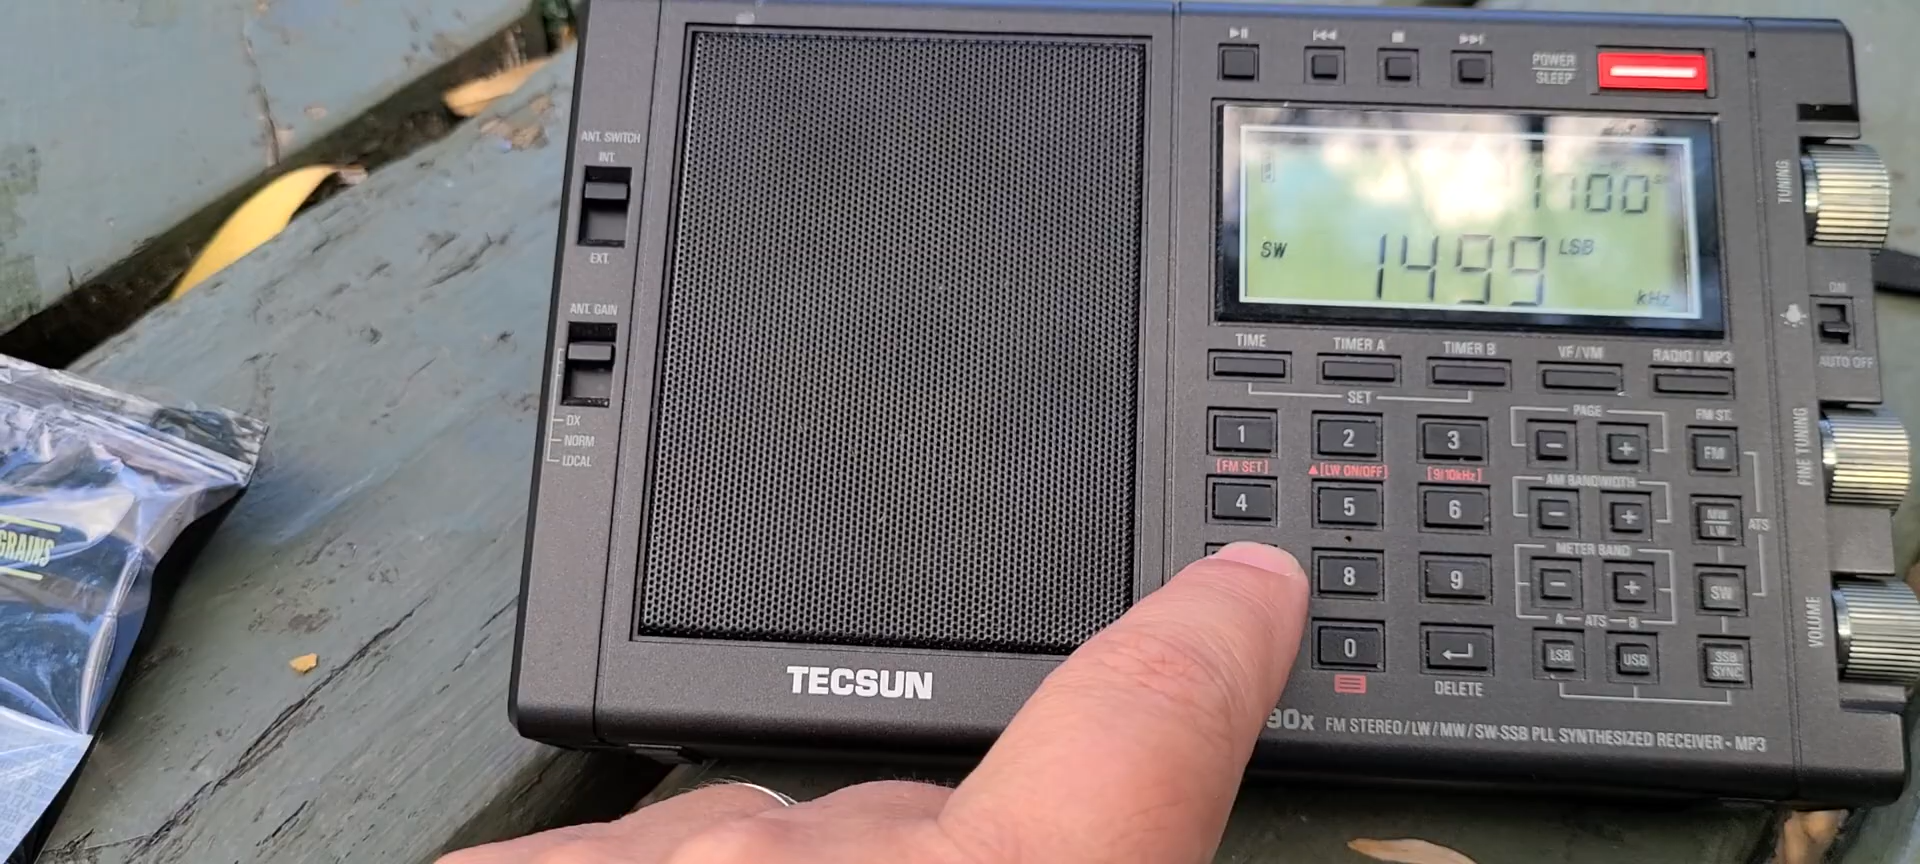 POWER
SLEEP
ANT. SWITCH
INT.
EXT.
1100
SW 1499 LSB
kHz
TUNING
ON
AUTO OFF
ANT. GAIN
DX
NORM
LOCAL
TIME TIMER A TIMER B VF/VM RADIO / MP3
SET
PAGE FM ST.
1 2 3 - + FM
[FM SET] [LW ON/OFF] [9/10kHz]
AM BANDWIDTH
4 5 6 - + MW
LW
ATS
METER BAND
8 9 - + SW
A ATS B
0 LSB USB SSB
SYNC
DELETE
FINE TUNING
VOLUME
TECSUN
90x FM STEREO/LW/MW/SW-SSB PLL SYNTHESIZED RECEIVER - MP3
GRAINS